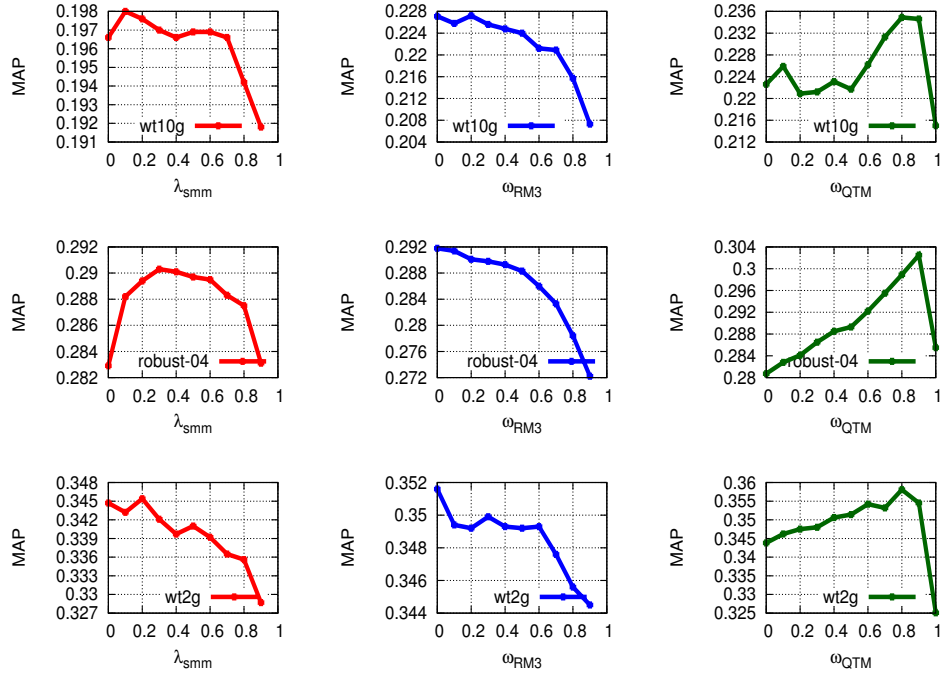 MAP
0.198
0.197
0.196
0.195
0.194
0.193
0.192
0.191
wt10g
0 0.2 0.4 0.6 0.8 1
λsmm
MAP
0.228
0.224
0.22
0.216
0.212
0.208
0.204
wt10g
0 0.2 0.4 0.6 0.8 1
ωRM3
MAP
0.236
0.232
0.228
0.224
0.22
0.216
0.212
wt10g
0 0.2 0.4 0.6 0.8 1
ωQTM
MAP
0.292
0.29
0.288
0.286
0.284
0.282
robust-04
0 0.2 0.4 0.6 0.8 1
λsmm
MAP
0.292
0.288
0.284
0.28
0.276
0.272
robust-04
0 0.2 0.4 0.6 0.8 1
ωRM3
MAP
0.304
0.3
0.296
0.292
0.288
0.284
0.28
robust-04
0 0.2 0.4 0.6 0.8 1
ωQTM
MAP
0.348
0.345
0.342
0.339
0.336
0.333
0.33
0.327
wt2g
0 0.2 0.4 0.6 0.8 1
λsmm
MAP
0.352
0.35
0.348
0.346
0.344
wt2g
0 0.2 0.4 0.6 0.8 1
ωRM3
MAP
0.36
0.355
0.35
0.345
0.34
0.335
0.33
0.325
wt2g
0 0.2 0.4 0.6 0.8 1
ωQTM